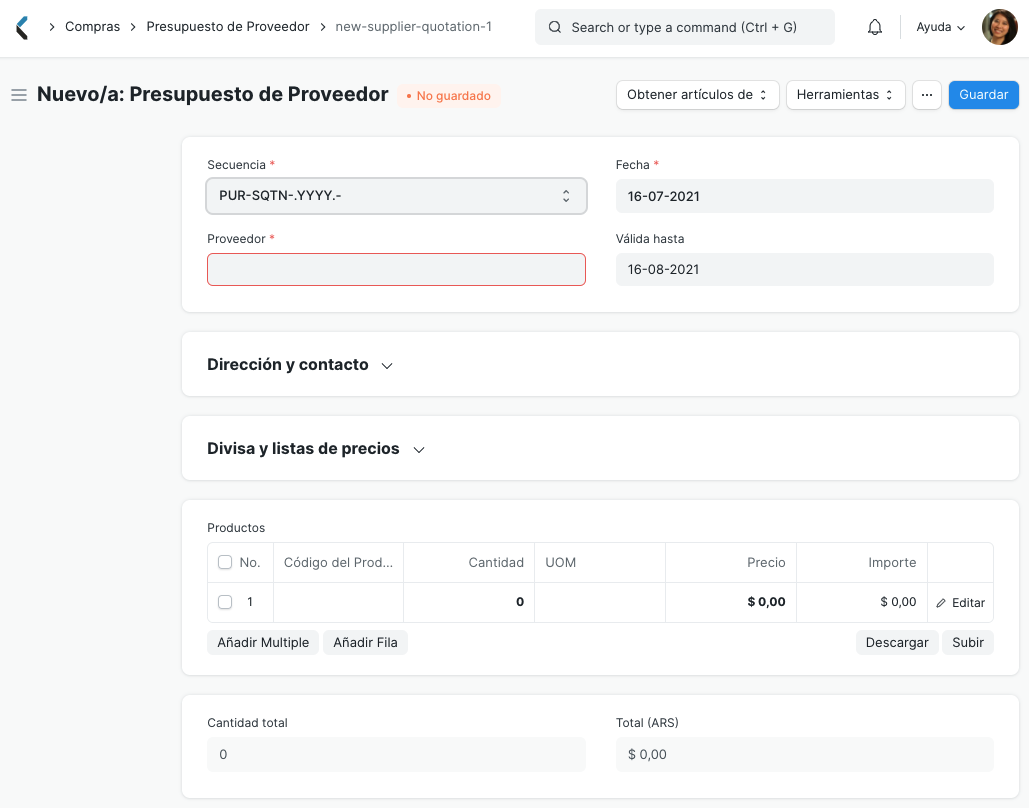 Compras Presupuesto de Proveedor new-supplier-quotation-1 Search or type a command (Ctrl + G) Ayuda
Nuevo/a: Presupuesto de Proveedor • No guardado Obtener artículos de Herramientas ··· Guardar
Secuencia * Fecha *
PUR-SQTN-.YYYY.- 16-07-2021
Proveedor * Válida hasta
16-08-2021
Dirección y contacto
Divisa y listas de precios
Productos
No. Código del Prod... Cantidad UOM Precio Importe
1 0 $ 0,00 $ 0,00 Editar
Añadir Multiple Añadir Fila Descargar Subir
Cantidad total Total (ARS)
0 $ 0,00